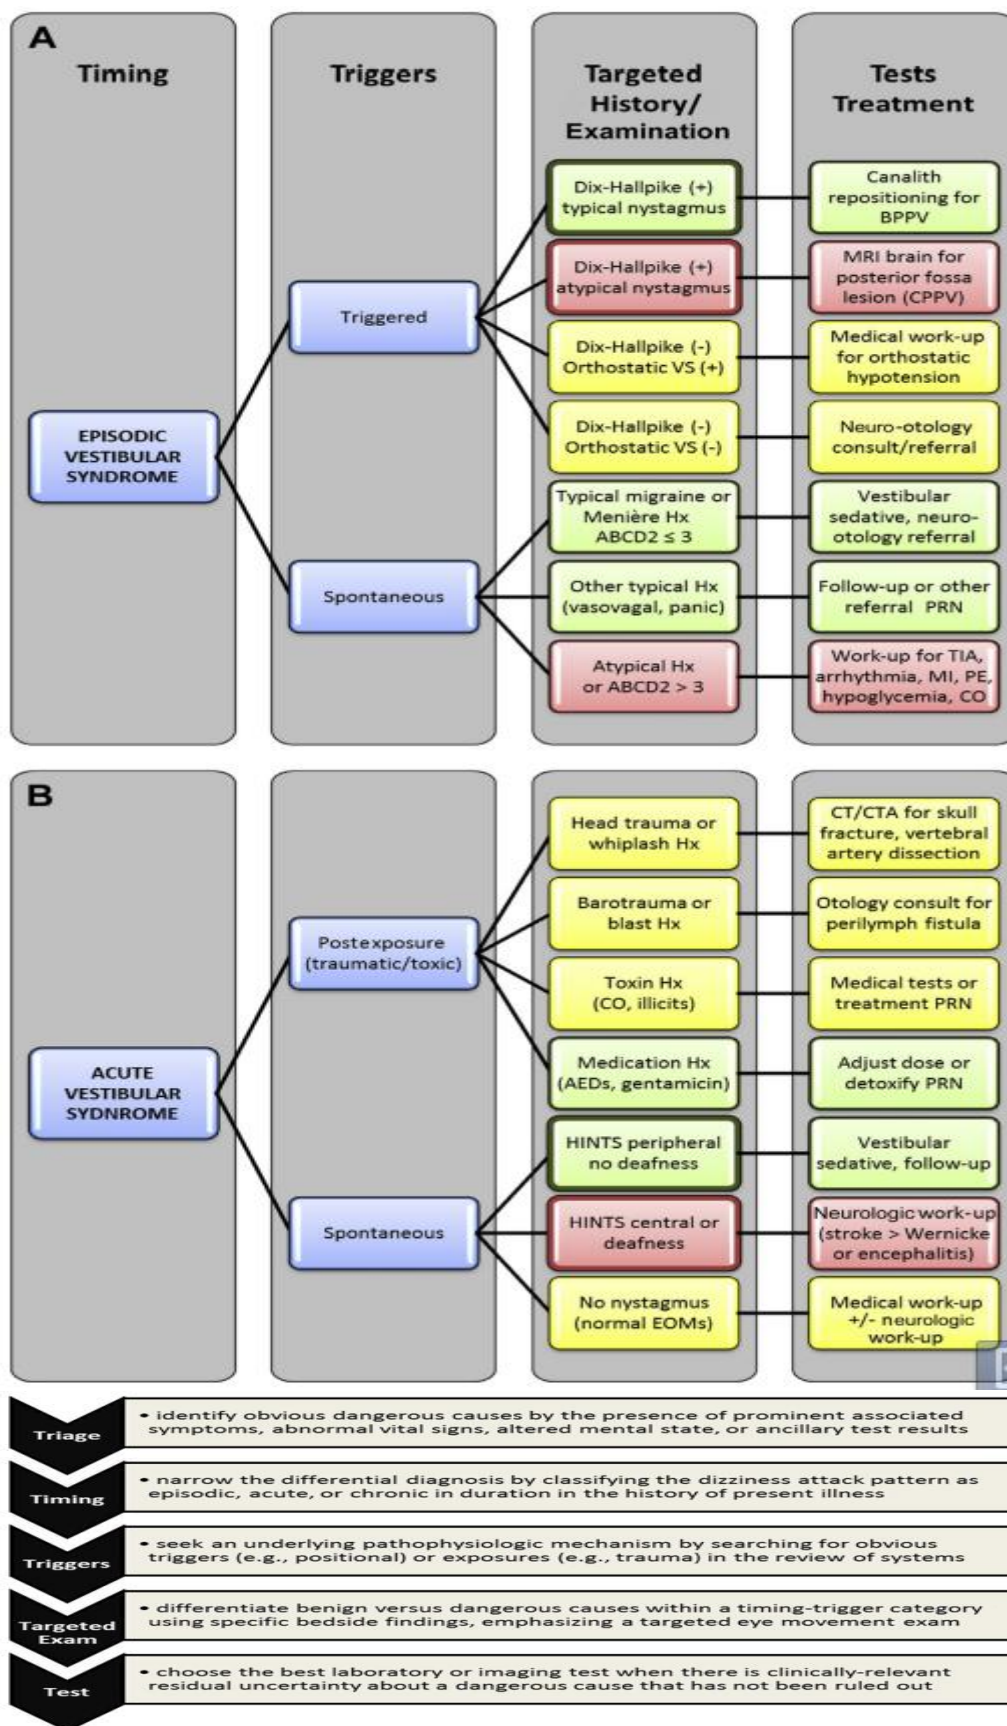 A
Timing
Triggers
Targeted
History/
Examination
Tests
Treatment
EPISODIC
VESTIBULAR
SYNDROME
Triggered
Spontaneous
Dix-Hallpike (+)
typical nystagmus
Canalith
repositioning for
BPPV
Dix-Hallpike (+)
atypical nystagmus
MRI brain for
posterior fossa
lesion (CPPV)
Dix-Hallpike (-)
Orthostatic VS (+)
Medical work-up
for orthostatic
hypotension
Dix-Hallpike (-)
Orthostatic VS (-)
Neuro-otology
consult/referral
Typical migraine or
Menière Hx
ABCD2 ≤ 3
Vestibular
sedative, neuro-
otology referral
Other typical Hx
(vasovagal, panic)
Follow-up or other
referral PRN
Atypical Hx
or ABCD2 > 3
Work-up for TIA,
arrhythmia, MI, PE,
hypoglycemia, CO
B
ACUTE
VESTIBULAR
SYDNROME
Postexposure
(traumatic/toxic)
Spontaneous
Head trauma or
whiplash Hx
CT/CTA for skull
fracture, vertebral
artery dissection
Barotrauma or
blast Hx
Otology consult for
perilymph fistula
Toxin Hx
(CO, illicits)
Medical tests or
treatment PRN
Medication Hx
(AEDs, gentamicin)
Adjust dose or
detoxify PRN
HINTS peripheral
no deafness
Vestibular
sedative, follow-up
HINTS central or
deafness
Neurologic work-up
(stroke > Wernicke
or encephalitis)
No nystagmus
(normal EOMs)
Medical work-up
+/- neurologic
work-up
Triage
• identify obvious dangerous causes by the presence of prominent associated
symptoms, abnormal vital signs, altered mental state, or ancillary test results
Timing
• narrow the differential diagnosis by classifying the dizziness attack pattern as
episodic, acute, or chronic in duration in the history of present illness
Triggers
• seek an underlying pathophysiologic mechanism by searching for obvious
triggers (e.g., positional) or exposures (e.g., trauma) in the review of systems
Targeted
Exam
• differentiate benign versus dangerous causes within a timing-trigger category
using specific bedside findings, emphasizing a targeted eye movement exam
Test
• choose the best laboratory or imaging test when there is clinically-relevant
residual uncertainty about a dangerous cause that has not been ruled out